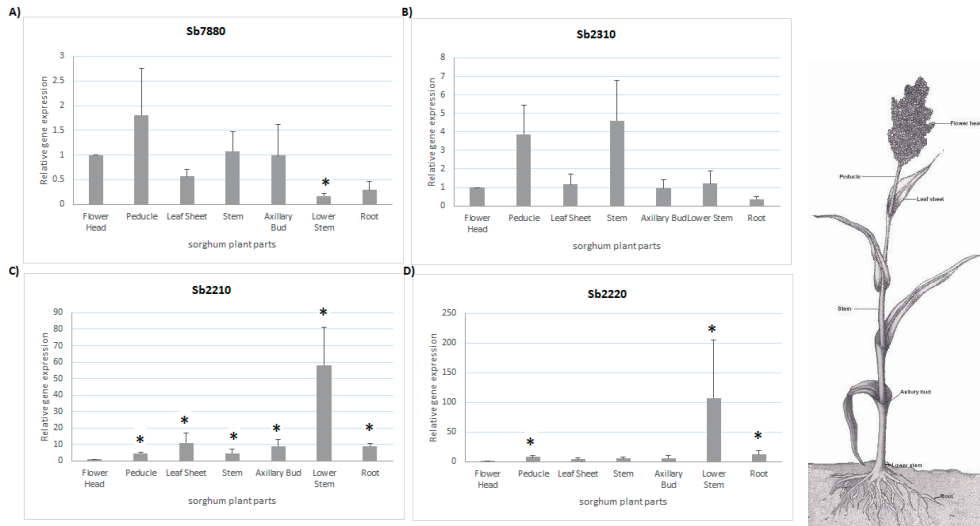 A)
Sb7880
Relative gene expression
3
2.5
2
1.5
1
0.5
0
*
Flower Head
Peducle
Leaf Sheet
Stem
Axillary Bud
Lower Stem
Root
sorghum plant parts
B)
Sb2310
Relative gene expression
8
7
6
5
4
3
2
1
0
Flower Head
Peducle
Leaf Sheet
Stem
Axillary Bud
Lower Stem
Root
sorghum plant parts
C)
Sb2210
Relative gene expression
90
80
70
60
50
40
30
20
10
0
* * * * * *
Flower Head
Peducle
Leaf Sheet
Stem
Axillary Bud
Lower Stem
Root
sorghum plant parts
D)
Sb2220
Relative gene expression
250
200
150
100
50
0
* * *
Flower Head
Peducle
Leaf Sheet
Stem
Axillary Bud
Lower Stem
Root
sorghum plant parts
Flower head
Peducle
Leaf sheet
Stem
Axillury bud
Lower stem
Root